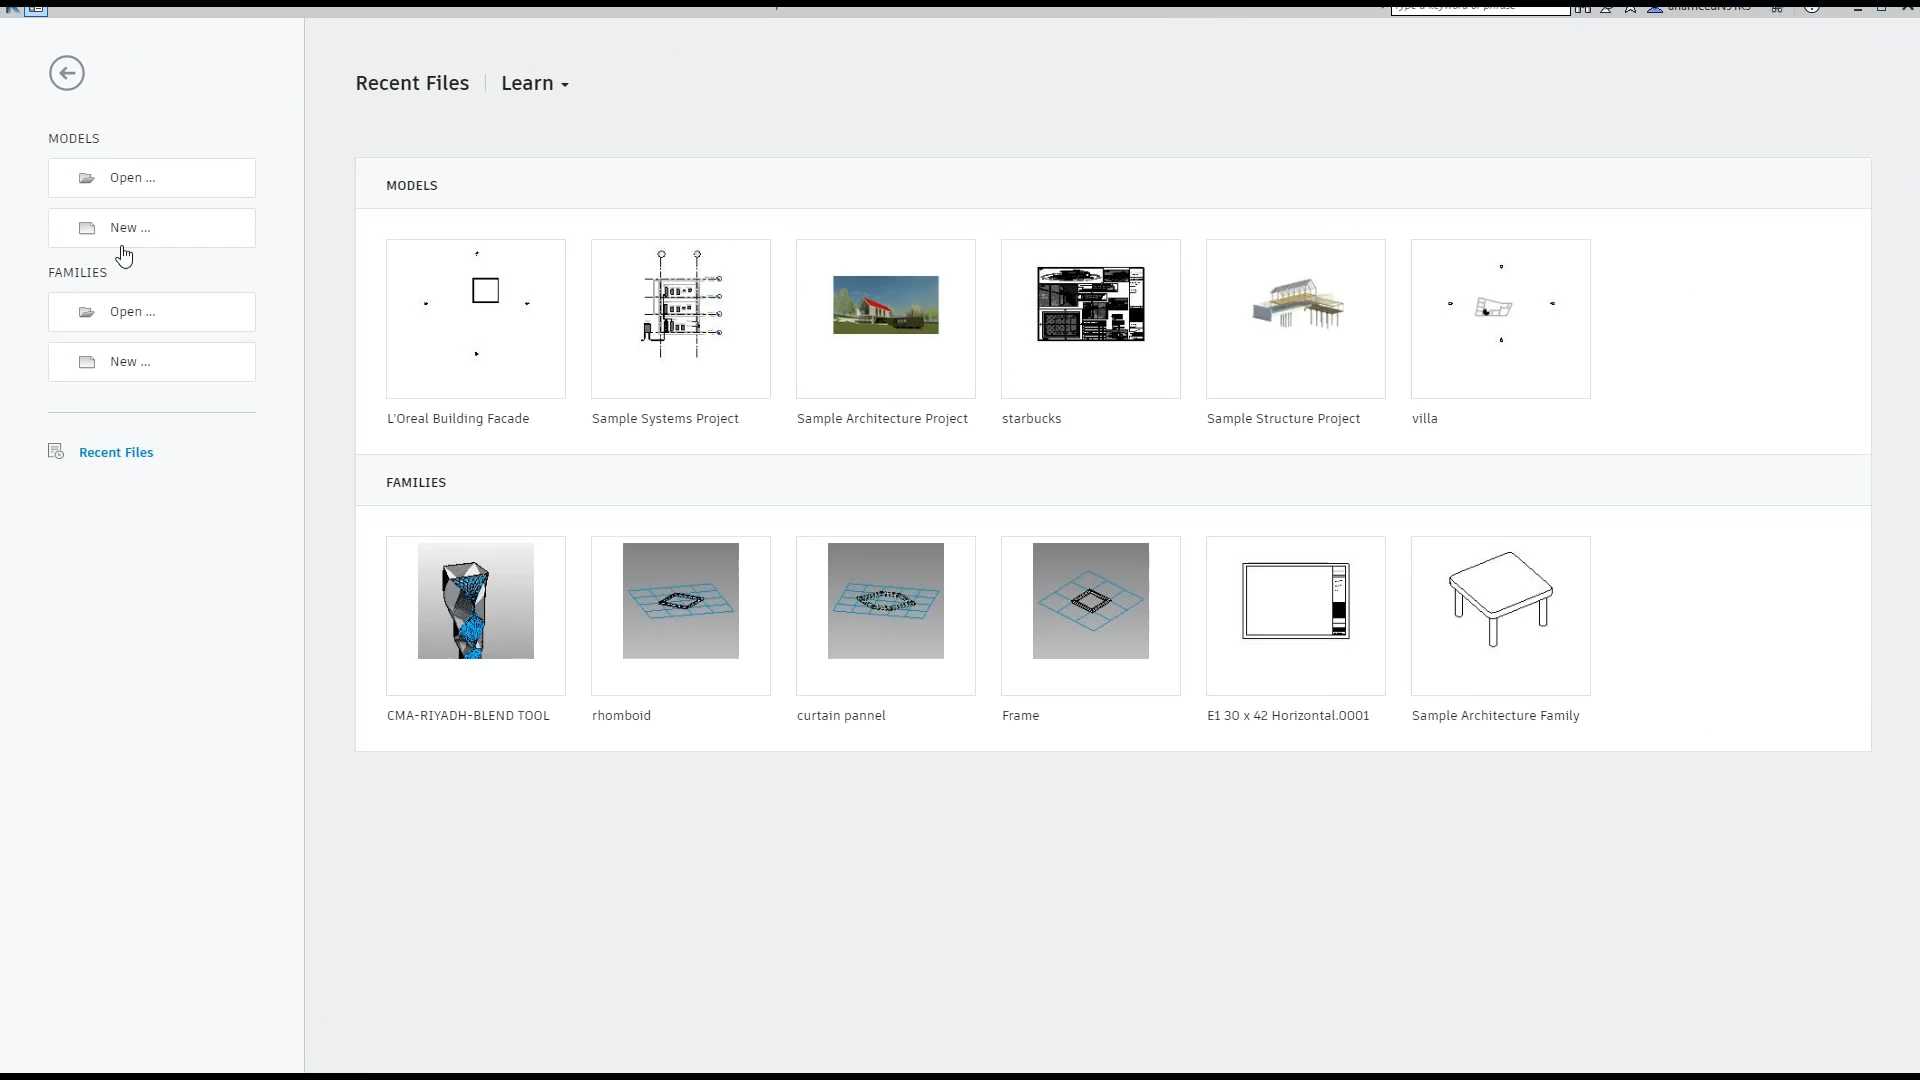 Recent Files
Learn
MODELS
Open ...
New ...
FAMILIES
Open ...
New ...
Recent Files
MODELS
L'Oreal Building Facade
Sample Systems Project
Sample Architecture Project
starbucks
Sample Structure Project
villa
FAMILIES
CMA-RIYADH-BLEND TOOL
rhomboid
curtain pannel
Frame
E1 30 x 42 Horizontal.0001
Sample Architecture Family